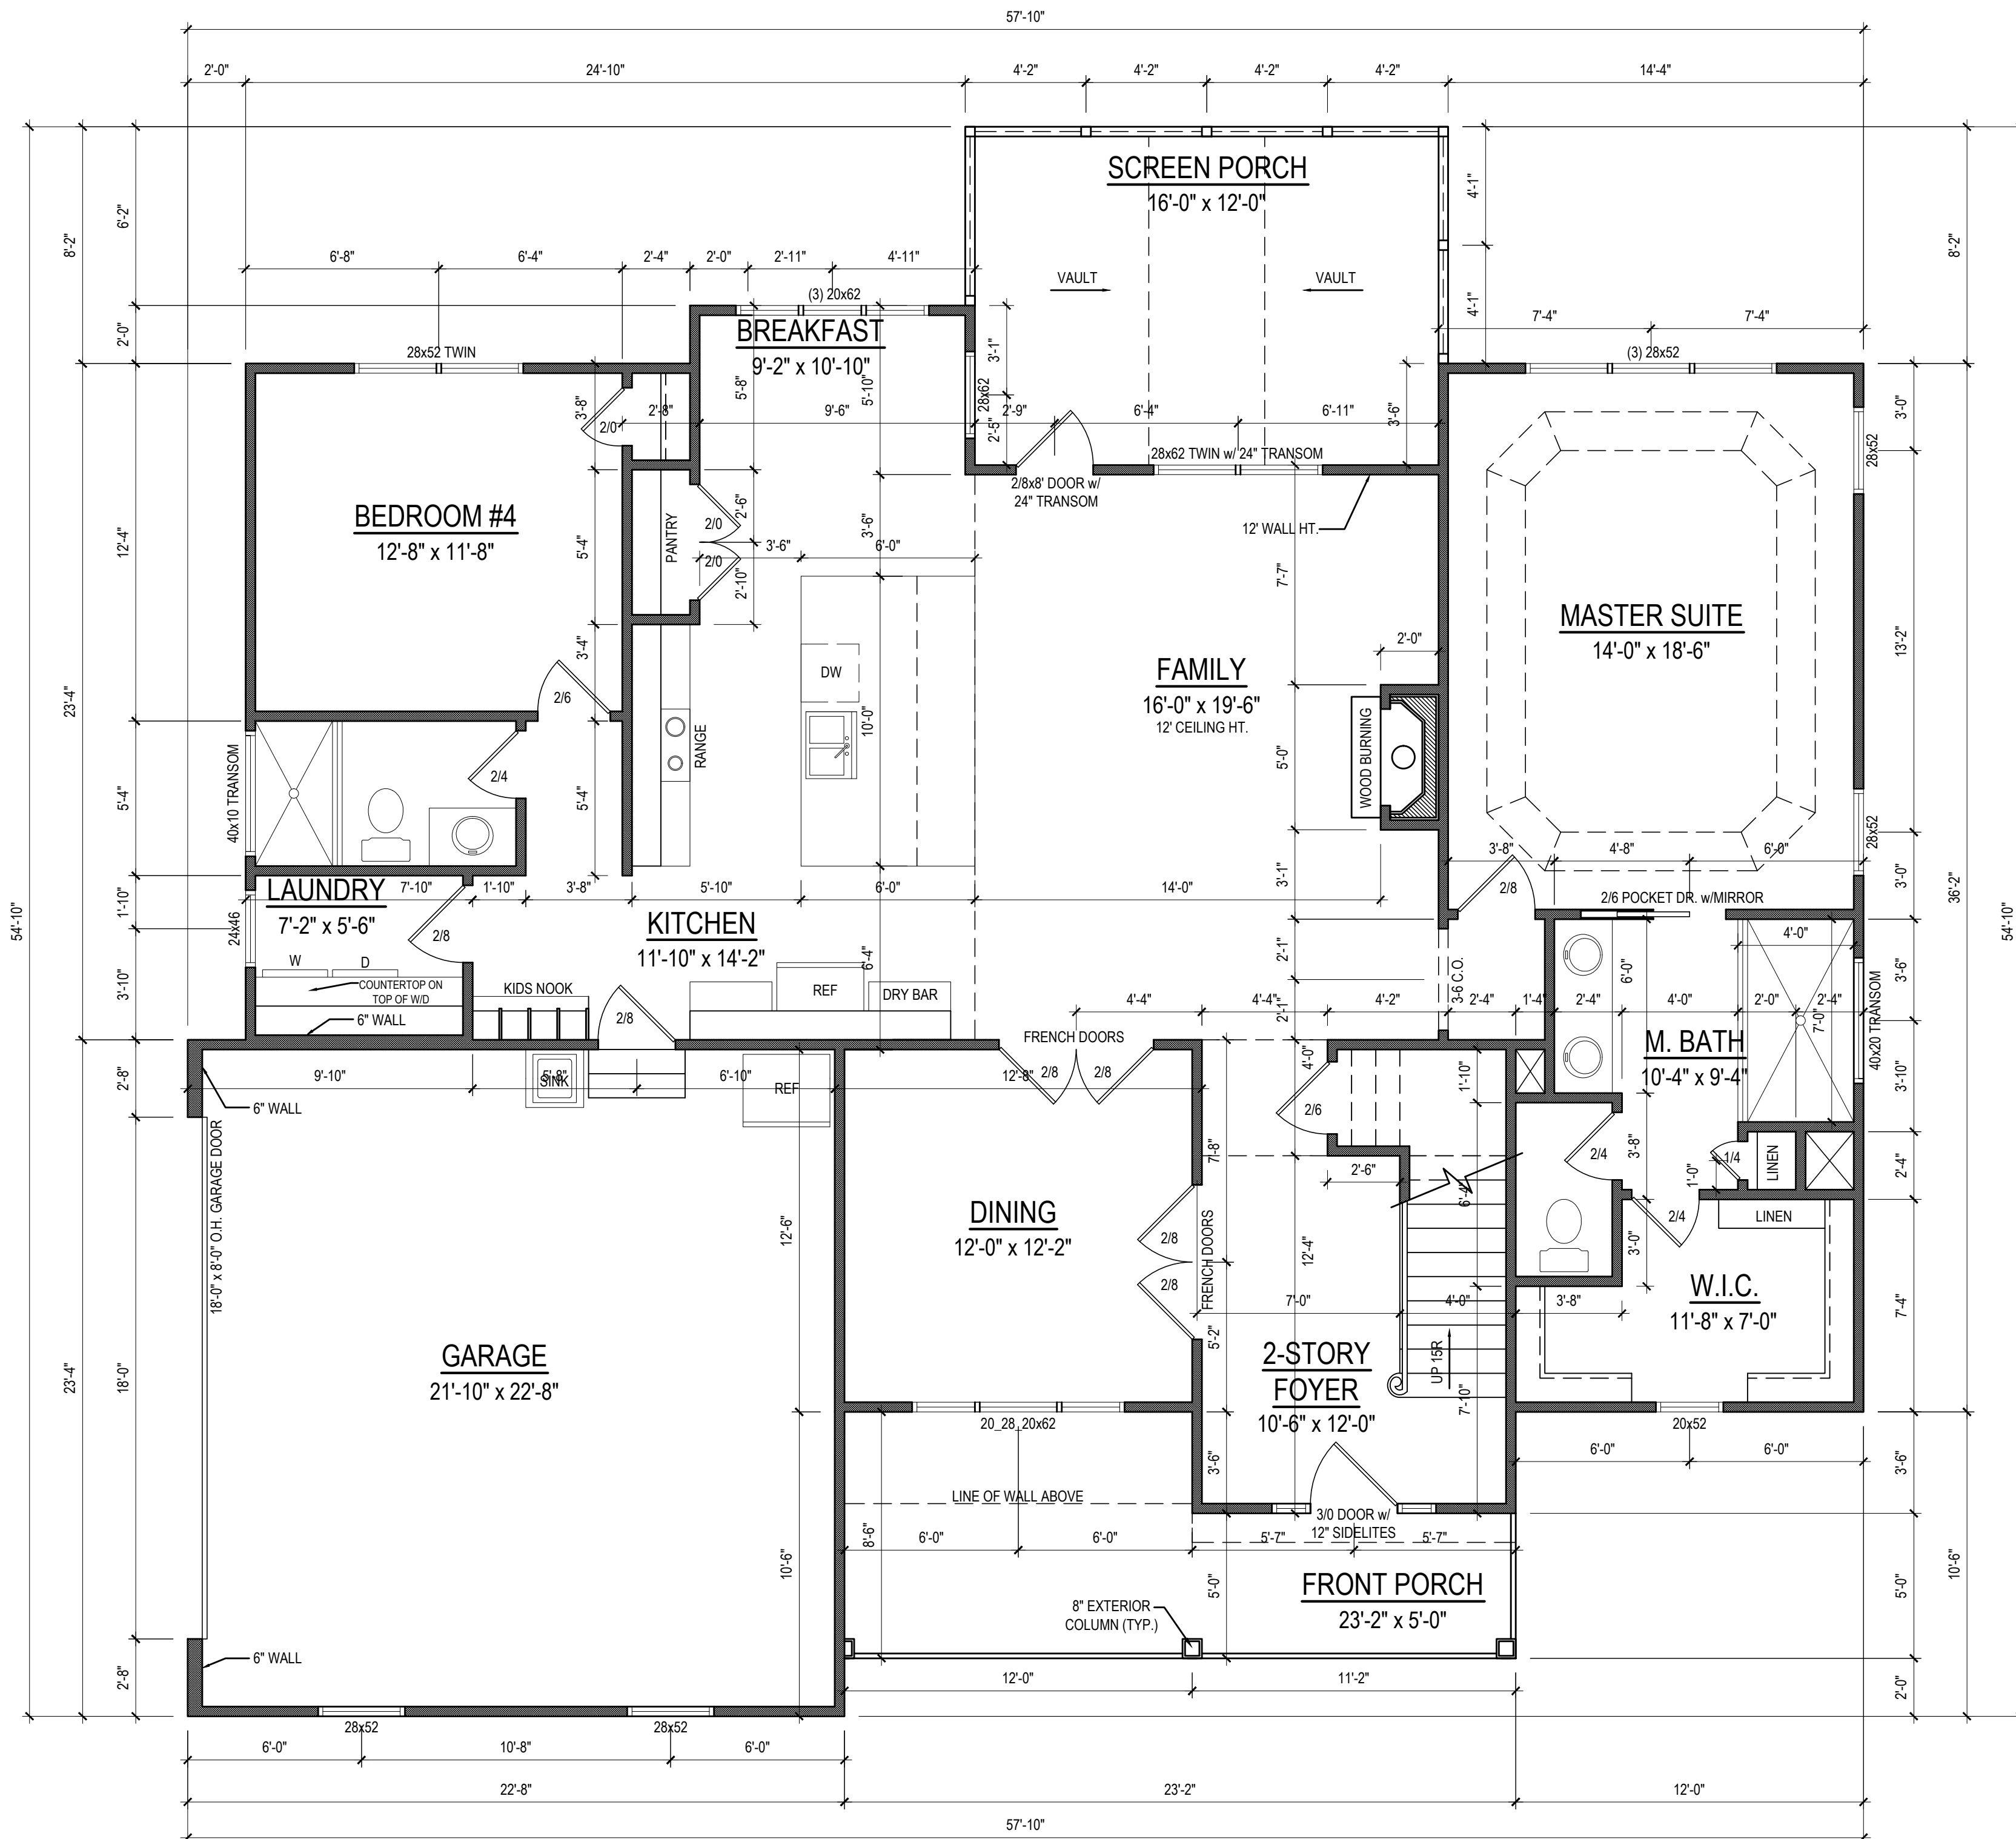 57'-10"
2'-0"
24'-10"
4'-2"
4'-2"
4'-2"
4'-2"
14'-4"
SCREEN PORCH
16'-0" x 12'-0"
VAULT
VAULT
4'-1"
4'-1"
8'-2"
8'-2"
6'-2"
2'-0"
6'-8"
6'-4"
2'-4"
2'-0"
2'-11"
4'-11"
(3) 20x62
BREAKFAST
9'-2" x 10'-10"
7'-4"
7'-4"
(3) 28x52
28x52 TWIN
3'-8"
2/0
2'-8"
5'-8"
5'-10"
9'-6"
28x62
3'-1"
2'-5"
2'-9"
6'-4"
6'-11"
3'-6"
3'-0"
28x52
28x62 TWIN w/ 24" TRANSOM
2/8x8' DOOR w/
24" TRANSOM
12' WALL HT.
BEDROOM #4
12'-8" x 11'-8"
12'-4"
5'-4"
PANTRY
2/0
2/0
2'-6"
2'-10"
3'-6"
3'-6"
6'-0"
7'-7"
MASTER SUITE
14'-0" x 18'-6"
13'-2"
23'-4"
3'-4"
2/6
DW
10'-0"
RANGE
FAMILY
16'-0" x 19'-6"
12' CEILING HT.
2'-0"
WOOD BURNING
5'-0"
40x10 TRANSOM
5'-4"
2/4
5'-4"
28x52
3'-8"
4'-8"
6'-0"
3'-0"
36'-2"
54'-10"
54'-10"
LAUNDRY
7'-2" x 5'-6"
7'-10"
1'-10"
3'-8"
5'-10"
6'-0"
14'-0"
3'-1"
2/8
2/6 POCKET DR. w/MIRROR
1'-10"
24x46
2/8
KITCHEN
11'-10" x 14'-2"
6'-4"
4'-0"
3'-10"
W
D
COUNTERTOP ON
TOP OF W/D
6" WALL
KIDS NOOK
2/8
REF
DRY BAR
2'-1"
2'-1"
3-6 C.O.
6'-0"
3'-6"
40x20 TRANSOM
4'-4"
4'-4"
4'-2"
2'-4"
1'-4"
2'-4"
4'-0"
2'-0"
2'-4"
7'-0"
FRENCH DOORS
M. BATH
10'-4" x 9'-4"
3'-10"
2'-8"
9'-10"
5'-8"
SINK
6'-10"
REF
12'-8"
2/8
2/8
4'-0"
1'-10"
2/6
6" WALL
18'-0" x 8'-0" O.H. GARAGE DOOR
7'-8"
2'-6"
6'-4"
2/4
3'-8"
1'-0"
1/4
LINEN
2'-4"
DINING
12'-0" x 12'-2"
12'-6"
2/8
2/8
FRENCH DOORS
12'-4"
2/4
LINEN
3'-0"
W.I.C.
11'-8" x 7'-0"
7'-4"
7'-0"
4'-0"
3'-8"
5'-2"
GARAGE
21'-10" x 22'-8"
18'-0"
23'-4"
2-STORY
FOYER
10'-6" x 12'-0"
UP 15R
7'-10"
20_28_20x62
20x52
6'-0"
6'-0"
3'-6"
3'-6"
LINE OF WALL ABOVE
3/0 DOOR w/
12" SIDELITES
8'-6"
6'-0"
6'-0"
5'-7"
5'-7"
10'-6"
5'-0"
FRONT PORCH
23'-2" x 5'-0"
8" EXTERIOR
COLUMN (TYP.)
5'-0"
10'-6"
6" WALL
2'-8"
12'-0"
11'-2"
2'-0"
28x52
28x52
6'-0"
10'-8"
6'-0"
22'-8"
23'-2"
12'-0"
57'-10"